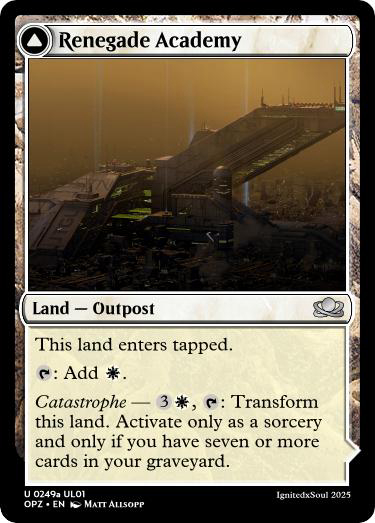 Renegade Academy
Land — Outpost
This land enters tapped.
: Add .
Catastrophe — 3, : Transform
this land. Activate only as a sorcery
and only if you have seven or more
cards in your graveyard.
U 0249a UL01
OPZ • EN Matt Allsopp
IgnitedxSoul 2025